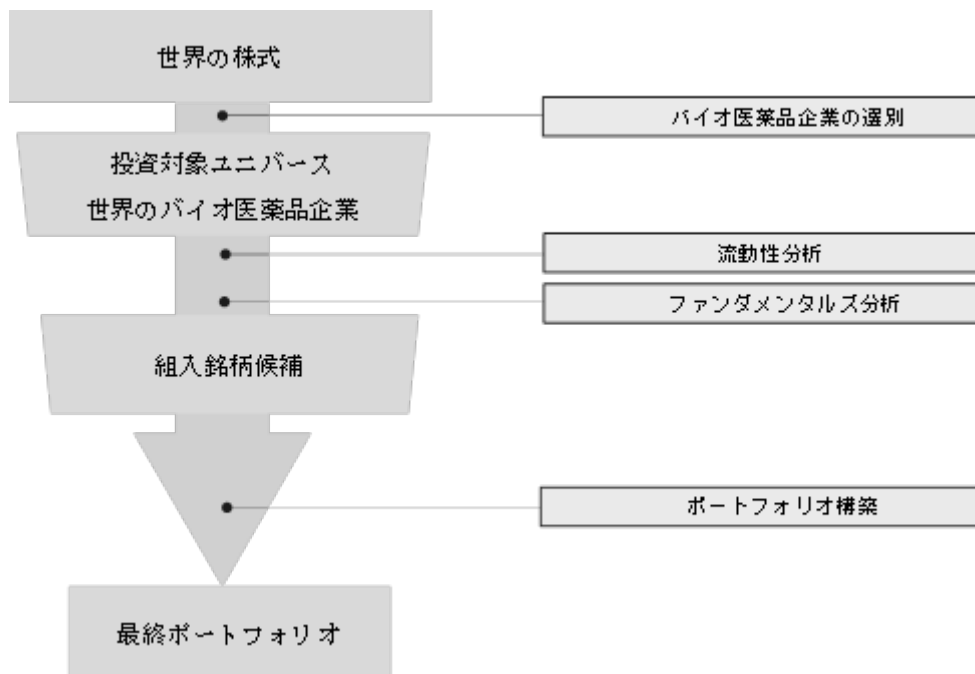 世界の株式
バイオ医薬品企業の選別
投資対象ユニバース
世界のバイオ医薬品企業
流動性分析
ファンダメンタルズ分析
組入銘柄候補
ポートフォリオ構築
最終ポートフォリオ